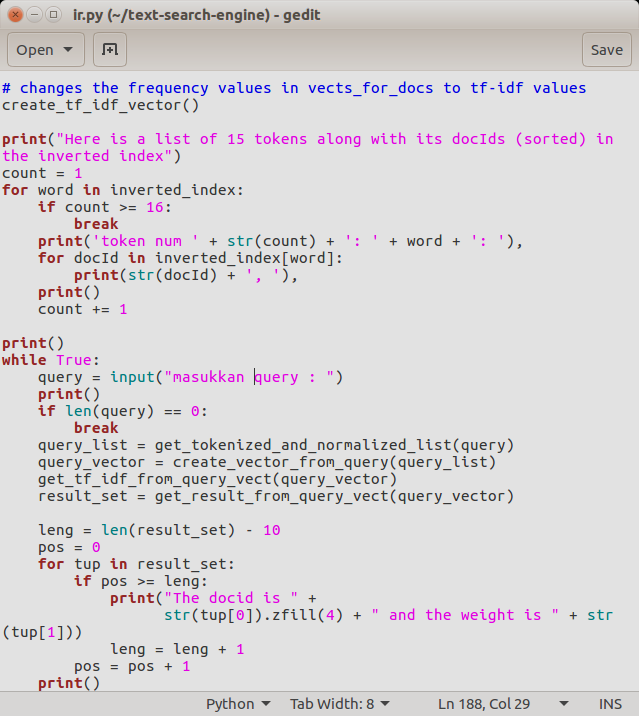 ir.py (~/text-search-engine) - gedit
Open
Save
# changes the frequency values in vects_for_docs to tf-idf values
create_tf_idf_vector()

print("Here is a list of 15 tokens along with its docIds (sorted) in
the inverted index")
count = 1
for word in inverted_index:
    if count >= 16:
        break
    print('token num ' + str(count) + ': ' + word + ': '),
    for docId in inverted_index[word]:
        print(str(docId) + ', '),
    print()
    count += 1

print()
while True:
    query = input("masukkan query : ")
    print()
    if len(query) == 0:
        break
    query_list = get_tokenized_and_normalized_list(query)
    query_vector = create_vector_from_query(query_list)
    get_tf_idf_from_query_vect(query_vector)
    result_set = get_result_from_query_vect(query_vector)

    leng = len(result_set) - 10
    pos = 0
    for tup in result_set:
        if pos >= leng:
            print("The docid is " +
                  str(tup[0]).zfill(4) + " and the weight is " + str
(tup[1]))
            leng = leng + 1
        pos = pos + 1
    print()
Python Tab Width: 8 Ln 188, Col 29 INS